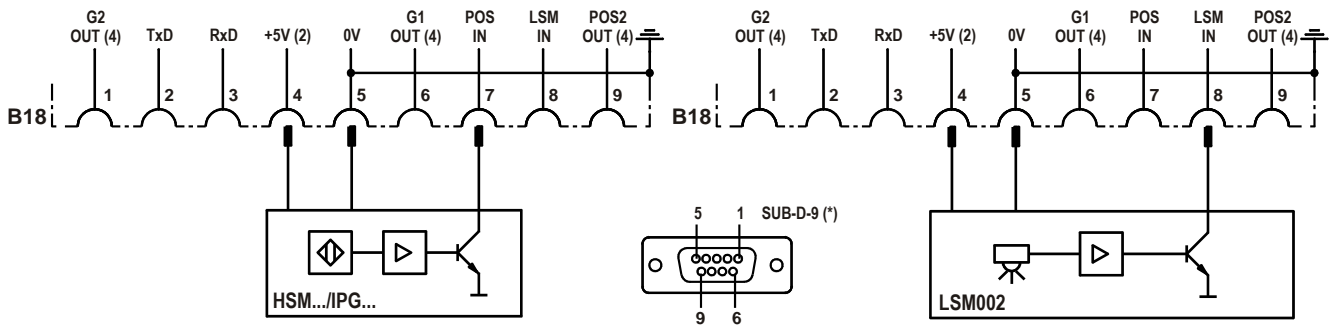 G2 OUT (4) TxD RxD +5V (2) 0V G1 OUT (4) POS IN LSM IN POS2 OUT (4)
B18 1 2 3 4 5 6 7 8 9
HSM.../IPG...
5 1 SUB-D-9 (*)
9 6
G2 OUT (4) TxD RxD +5V (2) 0V G1 OUT (4) POS IN LSM IN POS2 OUT (4)
B18 1 2 3 4 5 6 7 8 9
LSM002